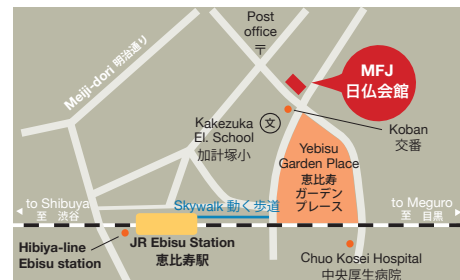 Post
office
〒
MFJ
日仏会館
Meiji-dori 明治通り
Kakezuka
El. School
加計塚小
文
Koban
交番
Yebisu
Garden Place
恵比寿
ガーデン
プレース
to Shibuya
至 渋谷
Skywalk 動く歩道
to Meguro
至 目黒
Hibiya-line
Ebisu station
JR Ebisu Station
恵比寿駅
Chuo Kosei Hospital
中央厚生病院